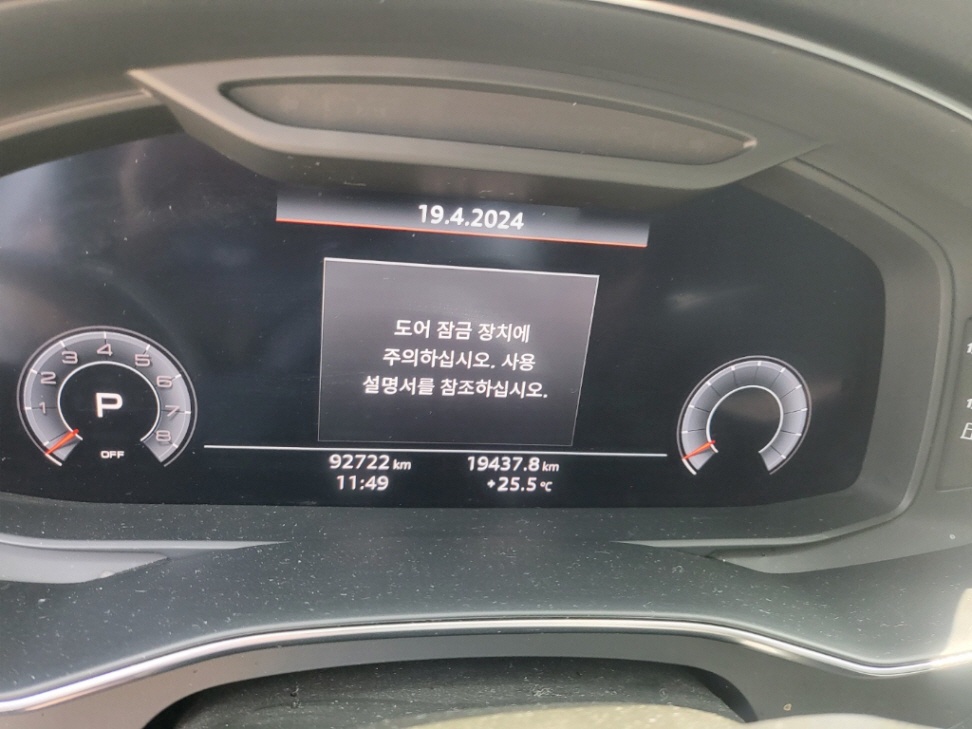 19.4.2024
도어 잠금 장치에
주의하십시오. 사용
설명서를 참조하십시오.
1 2 3 4 5 6 7 8
P
OFF
92722 km 19437.8 km
11:49 +25.5 °C